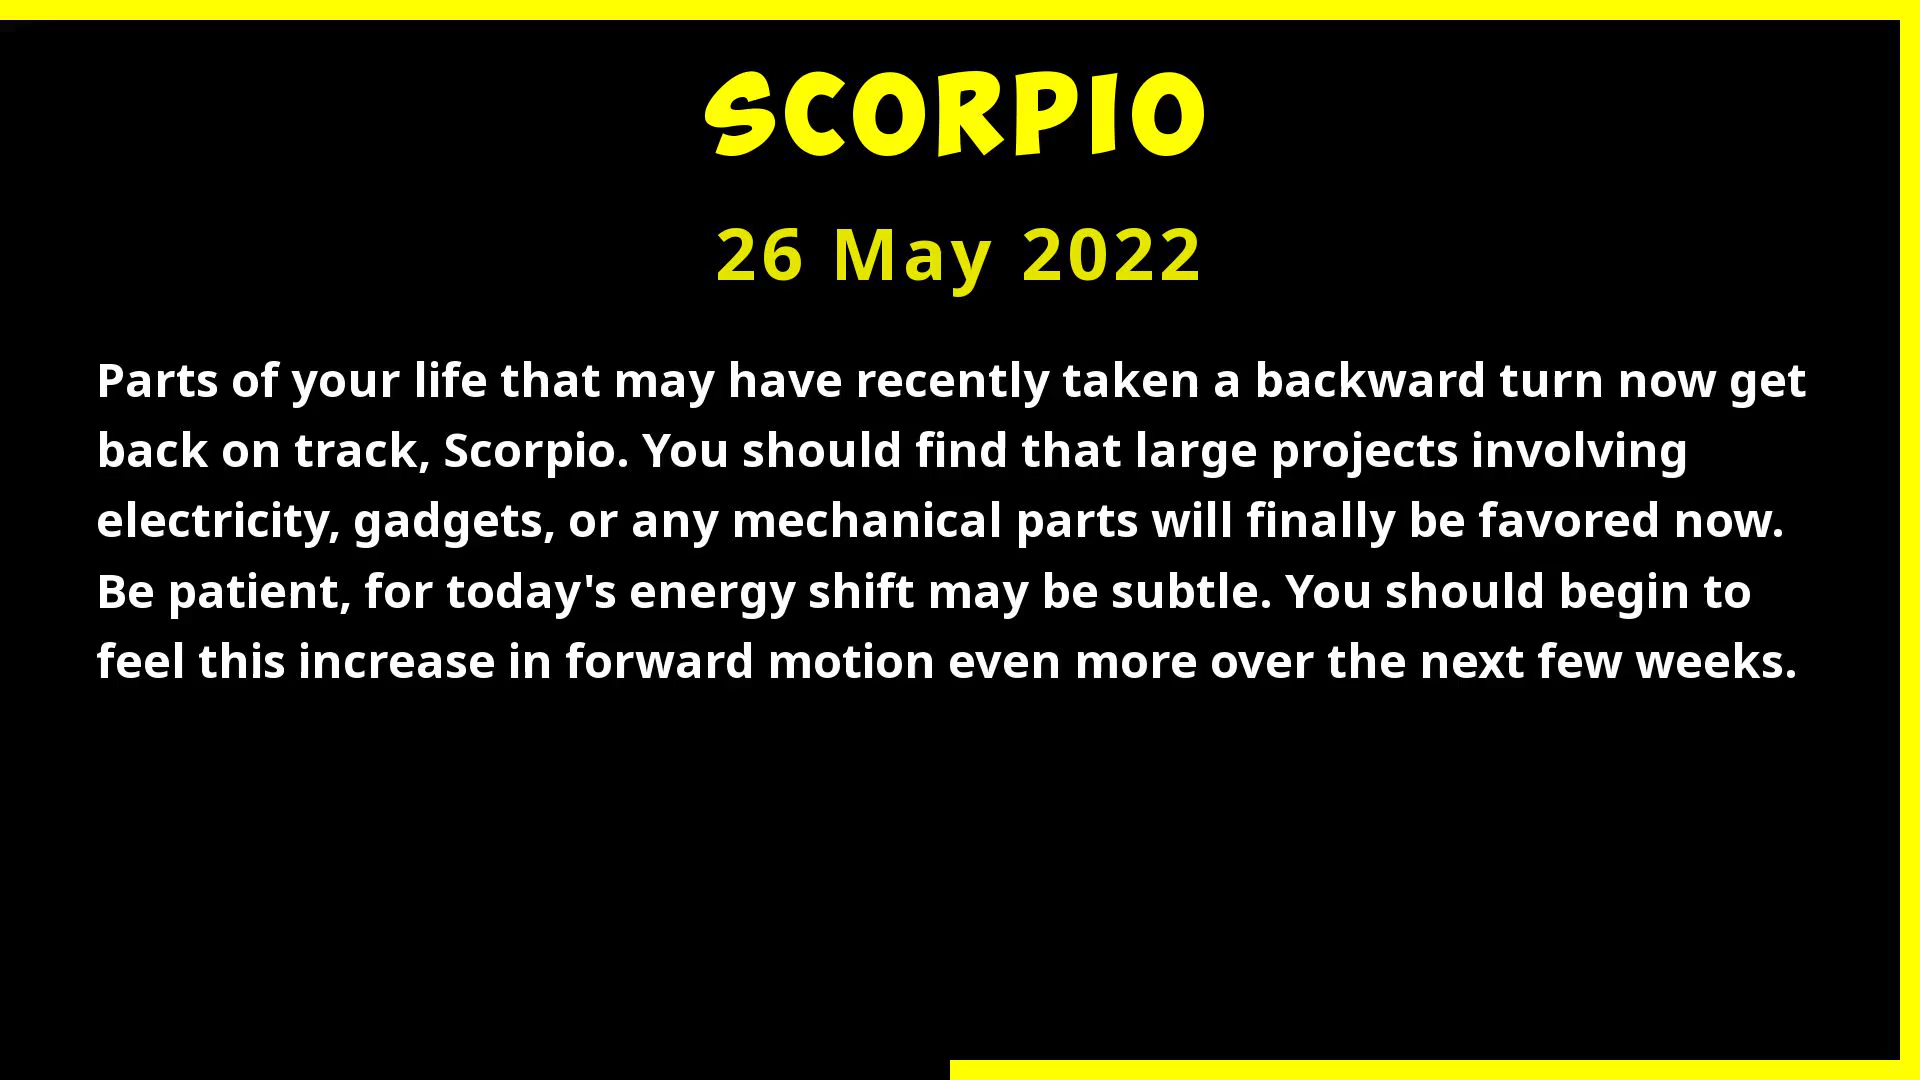 SCORPIO
26 May 2022
Parts of your life that may have recently taken a backward turn now get
back on track, Scorpio. You should find that large projects involving
electricity, gadgets, or any mechanical parts will finally be favored now.
Be patient, for today's energy shift may be subtle. You should begin to
feel this increase in forward motion even more over the next few weeks.